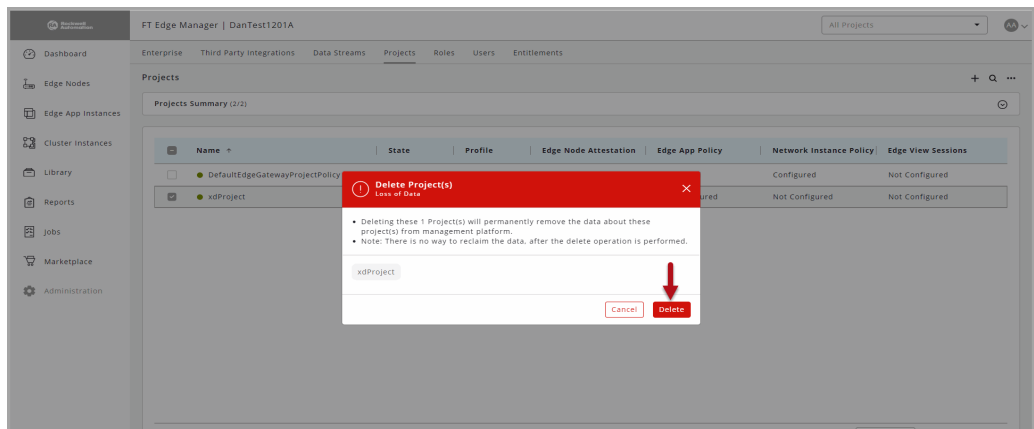 Rockwell Automation
FT Edge Manager | DanTest1201A
All Projects
AA
Dashboard
Edge Nodes
Edge App Instances
Cluster Instances
Library
Reports
Jobs
Marketplace
Administration
Enterprise Third Party Integrations Data Streams Projects Roles Users Entitlements
Projects
Projects Summary (2/2)
Name State Profile Edge Node Attestation Edge App Policy Network Instance Policy Edge View Sessions
DefaultEdgeGatewayProjectPolicy Configured Not Configured
xdProject ured Not Configured Not Configured
Delete Project(s)
Loss of Data
• Deleting these 1 Project(s) will permanently remove the data about these
project(s) from management platform.
• Note: There is no way to reclaim the data, after the delete operation is performed.
xdProject
Cancel Delete